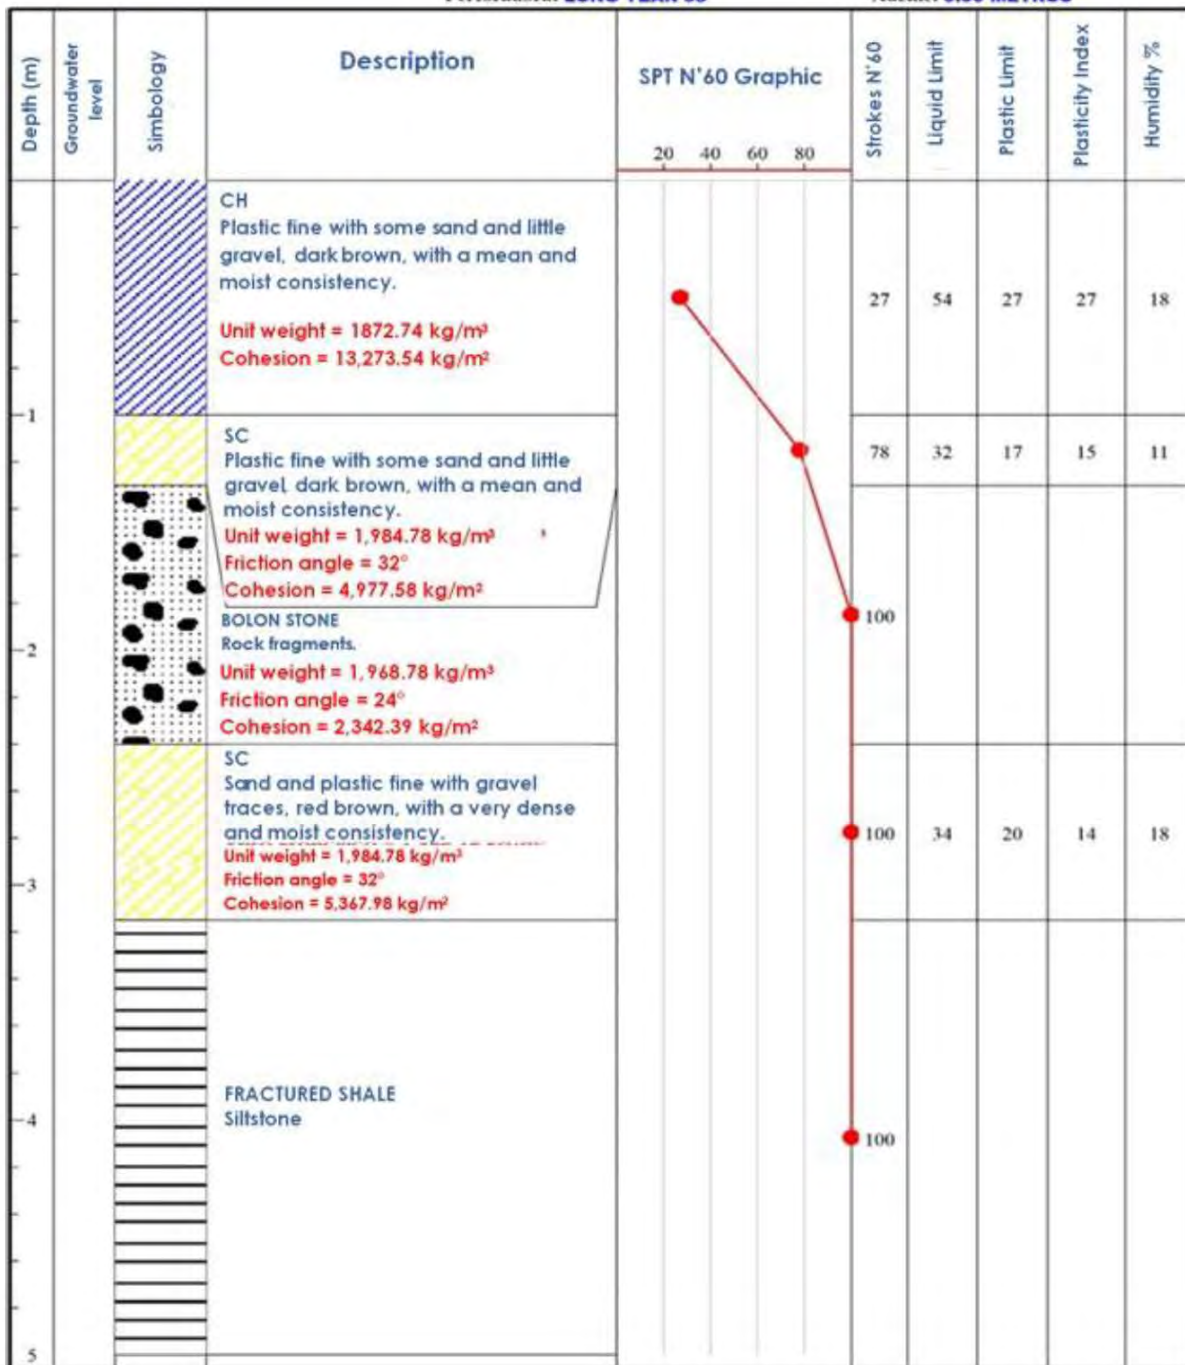 Depth (m)
Groundwater level
Simbology
Description
SPT N°60 Graphic
Strokes N°60
Liquid Limit
Plastic Limit
Plasticity Index
Humidity %
20 40 60 80
CH
Plastic fine with some sand and little
gravel, dark brown, with a mean and
moist consistency.
Unit weight = 1872.74 kg/m³
Cohesion = 13,273.54 kg/m²
27 54 27 27 18
1
SC
Plastic fine with some sand and little
gravel, dark brown, with a mean and
moist consistency.
Unit weight = 1,984.78 kg/m³
Friction angle = 32°
Cohesion = 4,977.58 kg/m²
78 32 17 15 11
BOLON STONE
Rock fragments.
Unit weight = 1,968.78 kg/m³
Friction angle = 24°
Cohesion = 2,342.39 kg/m²
100
2
SC
Sand and plastic fine with gravel
traces, red brown, with a very dense
and moist consistency.
Unit weight = 1,984.78 kg/m³
Friction angle = 32°
Cohesion = 5,367.98 kg/m²
100 34 20 14 18
3
FRACTURED SHALE
Siltstone
4
100
5